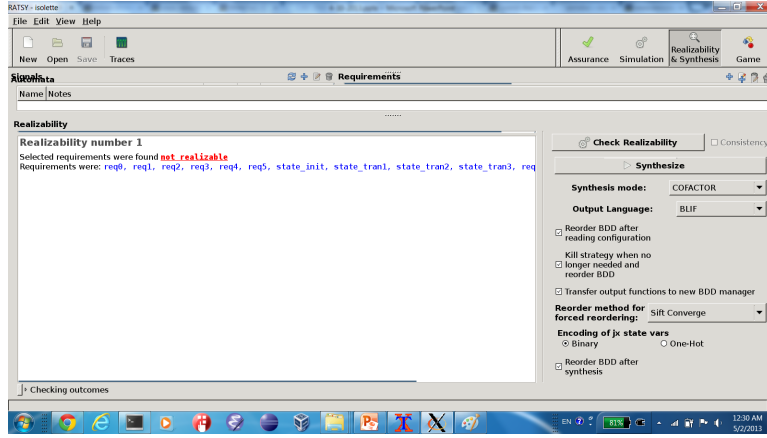 RATSY - isolette
File Edit View Help
New Open Save Traces
Assurance Simulation Realizability & Synthesis Game
Signals
Automata
Requirements
Name Notes
Realizability
Realizability number 1
Selected requirements were found not realizable
Requirements were: req0, req1, req2, req3, req4, req5, state_init, state_tran1, state_tran2, state_tran3, req
Check Realizability
Consistency
Synthesize
Synthesis mode: COFACTOR
Output Language: BLIF
Reorder BDD after
reading configuration
Kill strategy when no
longer needed and
reorder BDD
Transfer output functions to new BDD manager
Reorder method for
forced reordering: Sift Converge
Encoding of jx state vars
Binary One-Hot
Reorder BDD after
synthesis
Checking outcomes
EN 81% 12:30 AM
5/2/2013